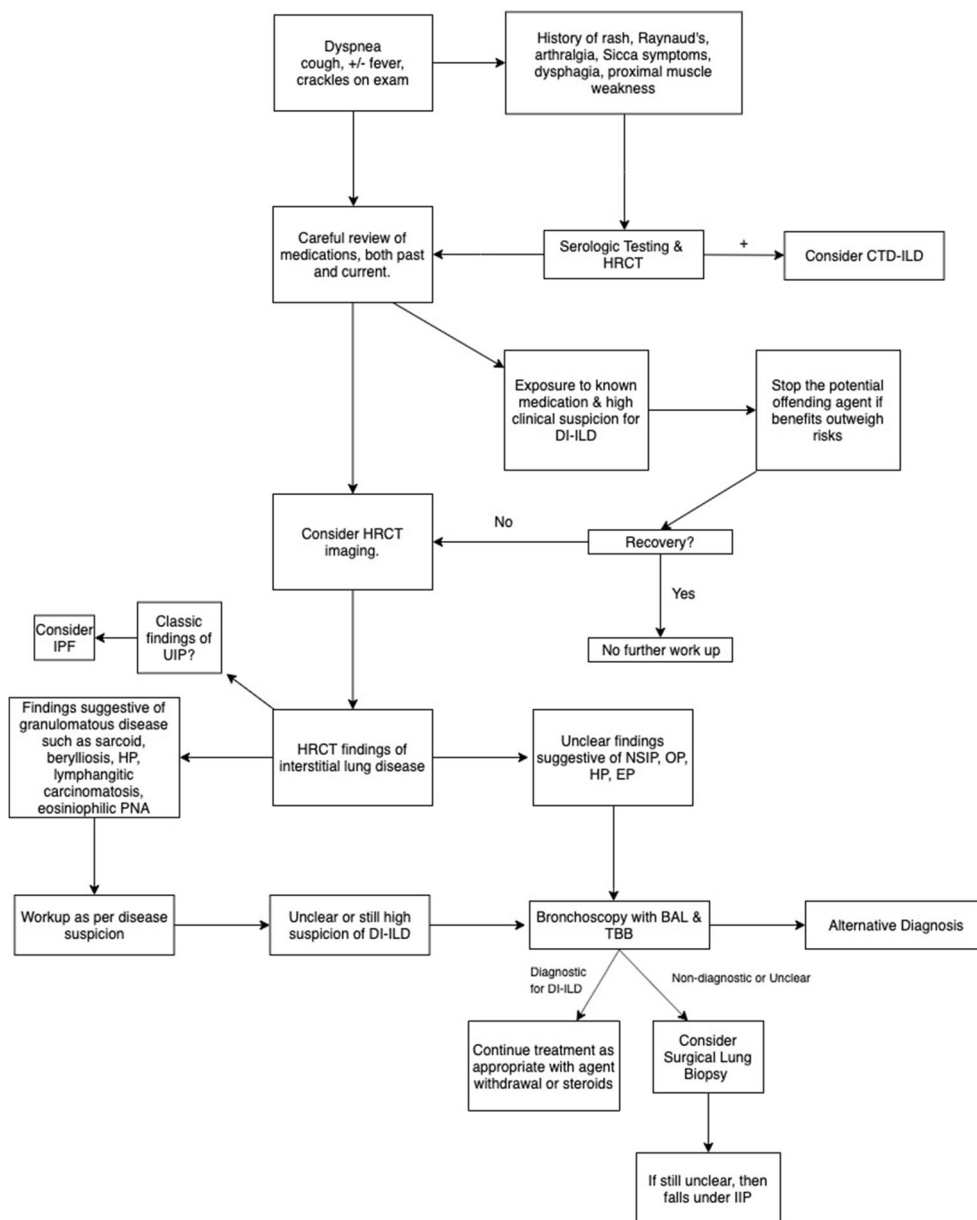 Dyspnea
cough, +/- fever,
crackles on exam
History of rash, Raynaud's,
arthralgia, Sicca symptoms,
dysphagia, proximal muscle
weakness
Careful review of
medications, both past
and current.
Serologic Testing &
HRCT
+
Consider CTD-ILD
Exposure to known
medication & high
clinical suspicion for
DI-ILD
Stop the potential
offending agent if
benefits outweigh
risks
Consider HRCT
imaging.
No
Recovery?
Yes
No further work up
Consider
IPF
Classic
findings of
UIP?
Findings suggestive of
granulomatous disease
such as sarcoid,
berylliosis, HP,
lymphangitic
carcinomatosis,
eosiniophilic PNA
HRCT findings of
interstitial lung disease
Unclear findings
suggestive of NSIP, OP,
HP, EP
Workup as per disease
suspicion
Unclear or still high
suspicion of DI-ILD
Bronchoscopy with BAL &
TBB
Alternative Diagnosis
Diagnostic
for DI-ILD
Non-diagnostic or Unclear
Continue treatment as
appropriate with agent
withdrawal or steroids
Consider
Surgical Lung
Biopsy
If still unclear, then
falls under IIP